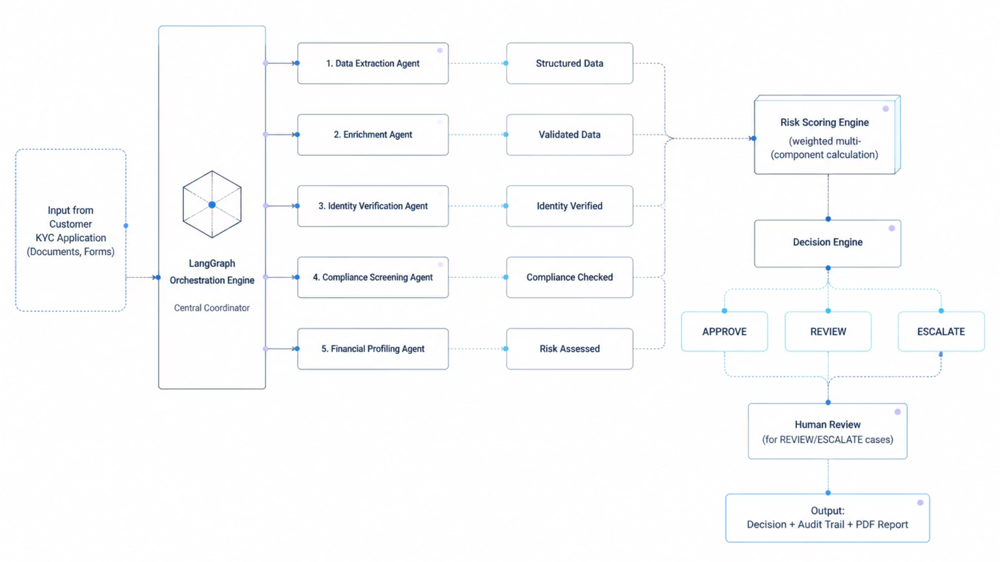 Input from
Customer
KYC Application
(Documents, Forms)
LangGraph
Orchestration Engine
Central Coordinator
1. Data Extraction Agent
Structured Data
2. Enrichment Agent
Validated Data
3. Identity Verification Agent
Identity Verified
4. Compliance Screening Agent
Compliance Checked
5. Financial Profiling Agent
Risk Assessed
Risk Scoring Engine
(weighted multi-
(component calculation)
Decision Engine
APPROVE
REVIEW
ESCALATE
Human Review
(for REVIEW/ESCALATE cases)
Output:
Decision + Audit Trail + PDF Report